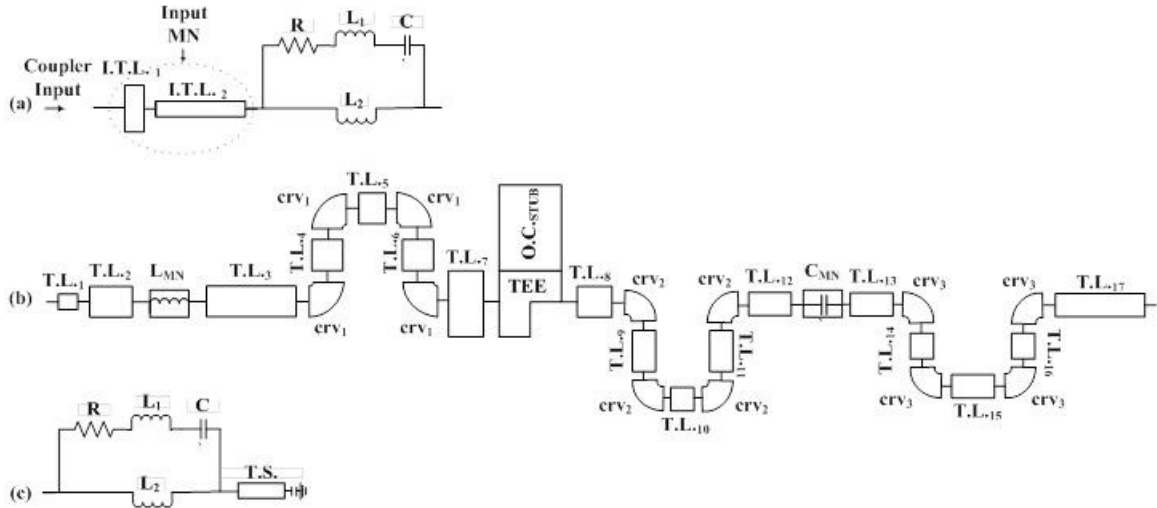 Input
MN
Coupler
Input
I.T.L. 1
I.T.L. 2
R
L₁
C
L₂
(a)
T.L.₁
T.L.₂
L_MN
T.L.₃
T.L.₄
crv₁
crv₁
T.L.₅
crv₁
T.L.₆
crv₁
T.L.₇
O.C.STUB
TEE
T.L.₈
crv₂
T.L.₉
crv₂
T.L.₁₀
crv₂
T.L.₁₁
crv₂
T.L.₁₂
C_MN
T.L.₁₃
crv₃
T.L.₁₄
crv₃
T.L.₁₅
crv₃
T.L.₁₆
crv₃
T.L.₁₇
(b)
R
L₁
C
L₂
T.S.
(c)